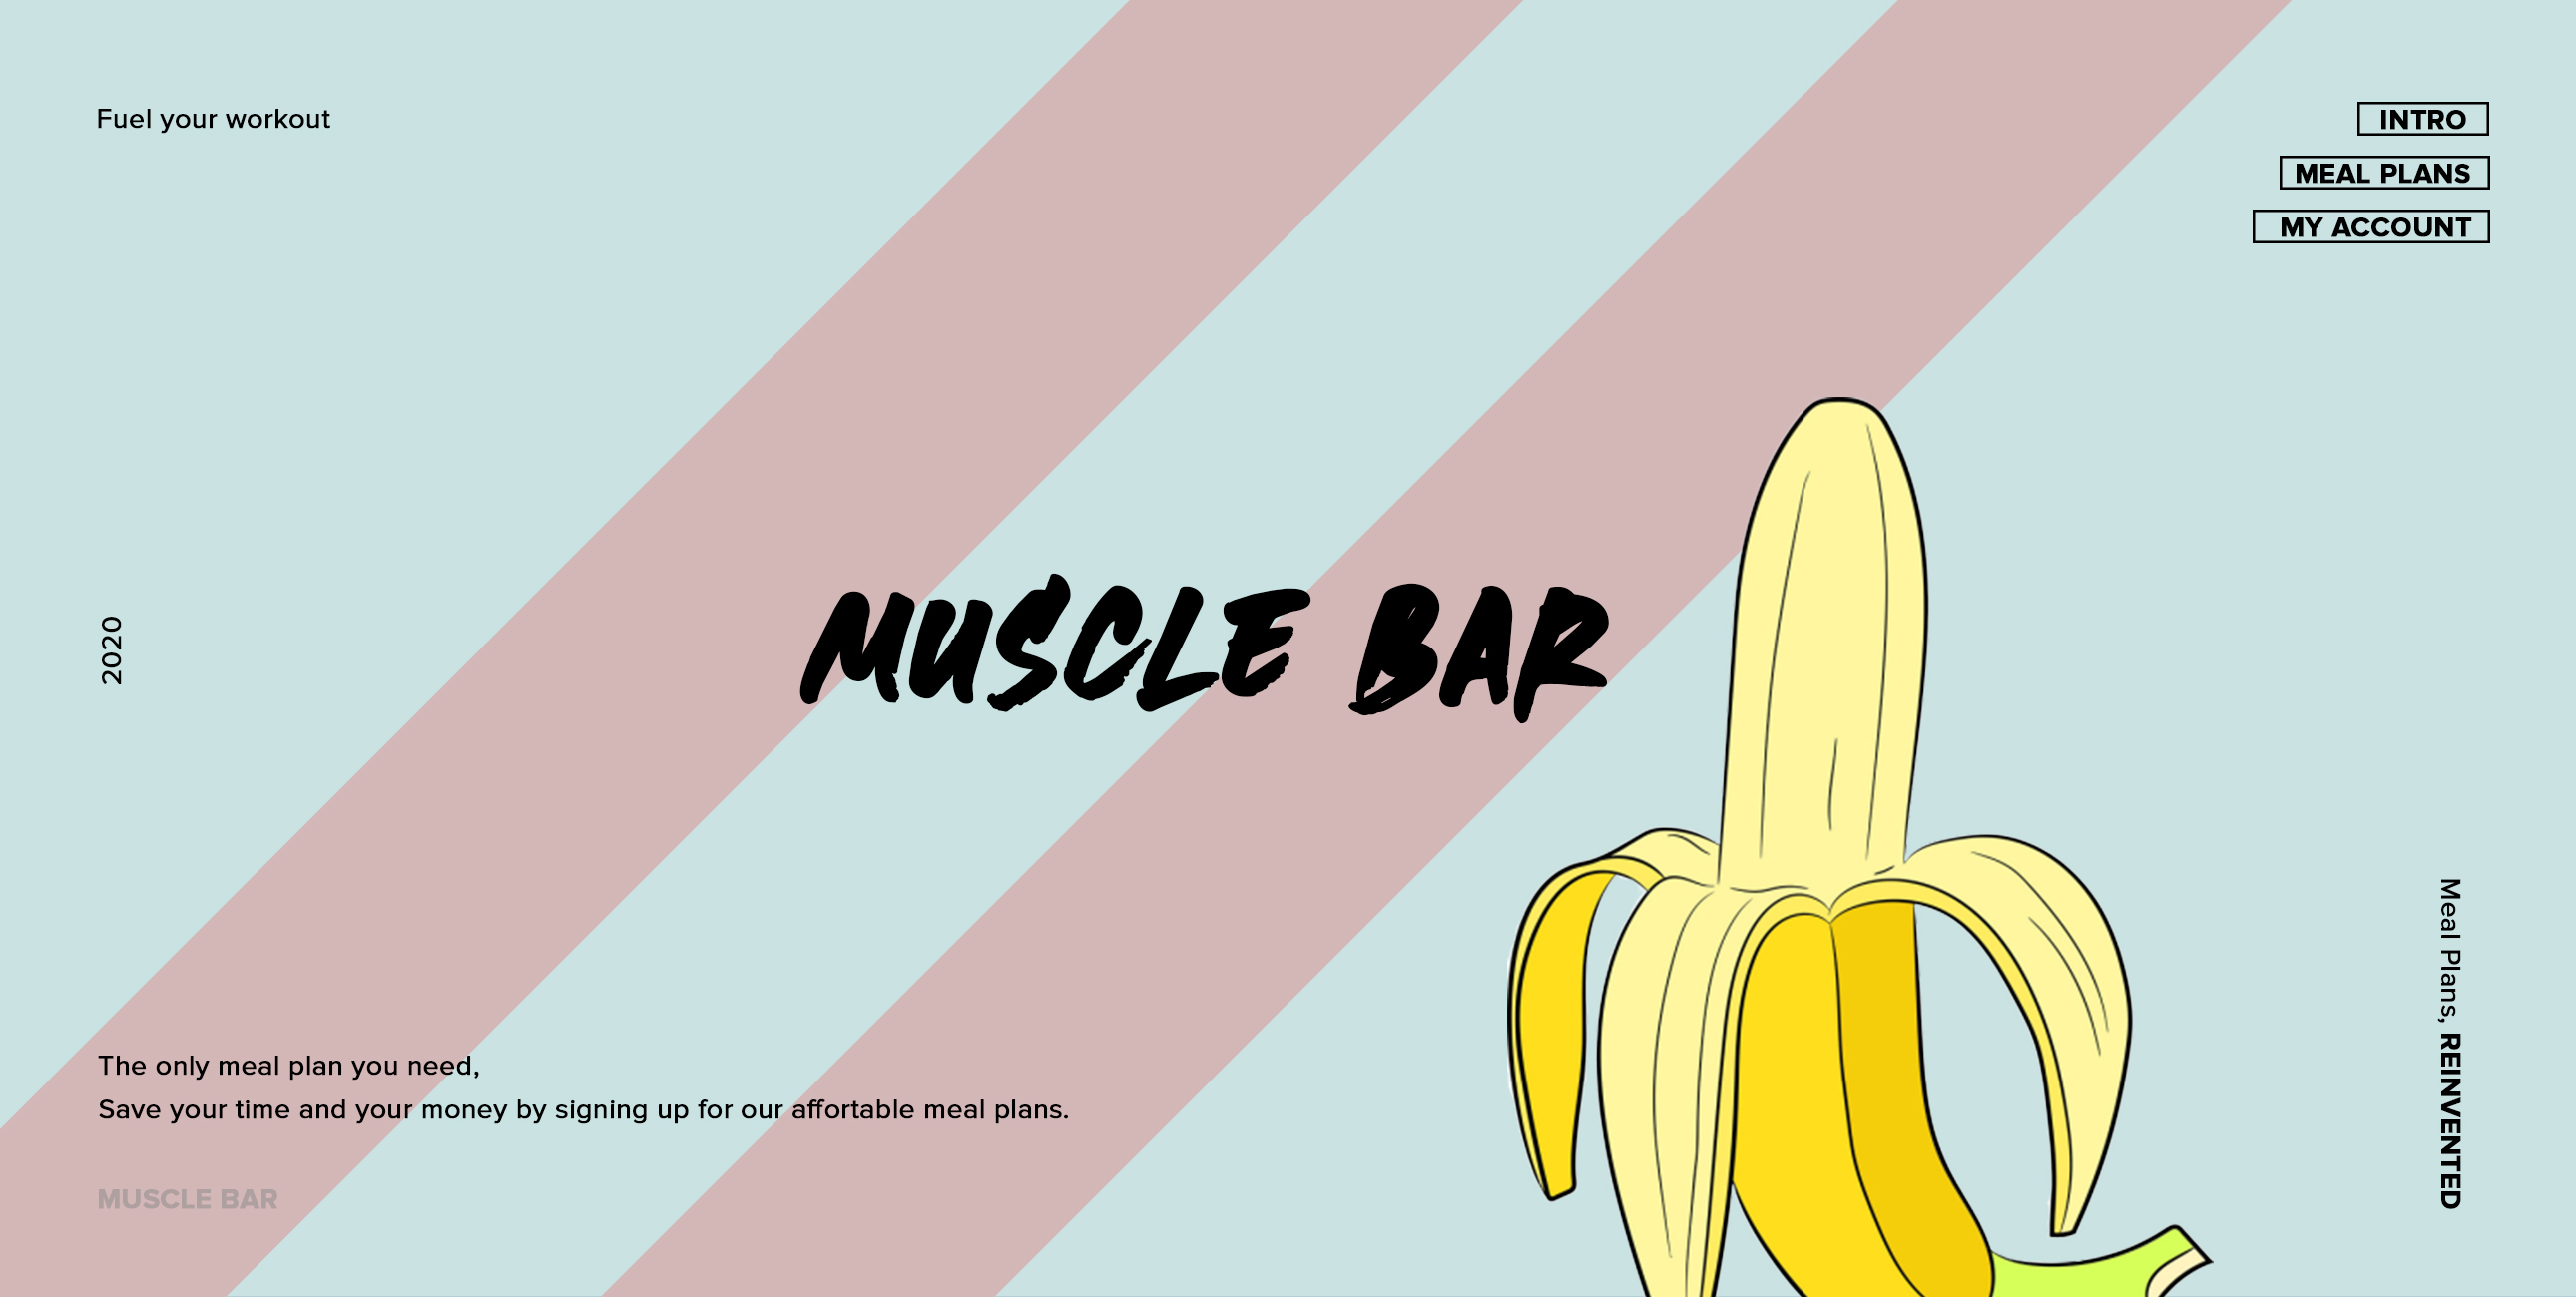 Fuel your workout
INTRO
MEAL PLANS
MY ACCOUNT
MUSCLE BAR
2020
Meal Plans, REINVENTED
The only meal plan you need,
Save your time and your money by signing up for our affortable meal plans.
MUSCLE BAR